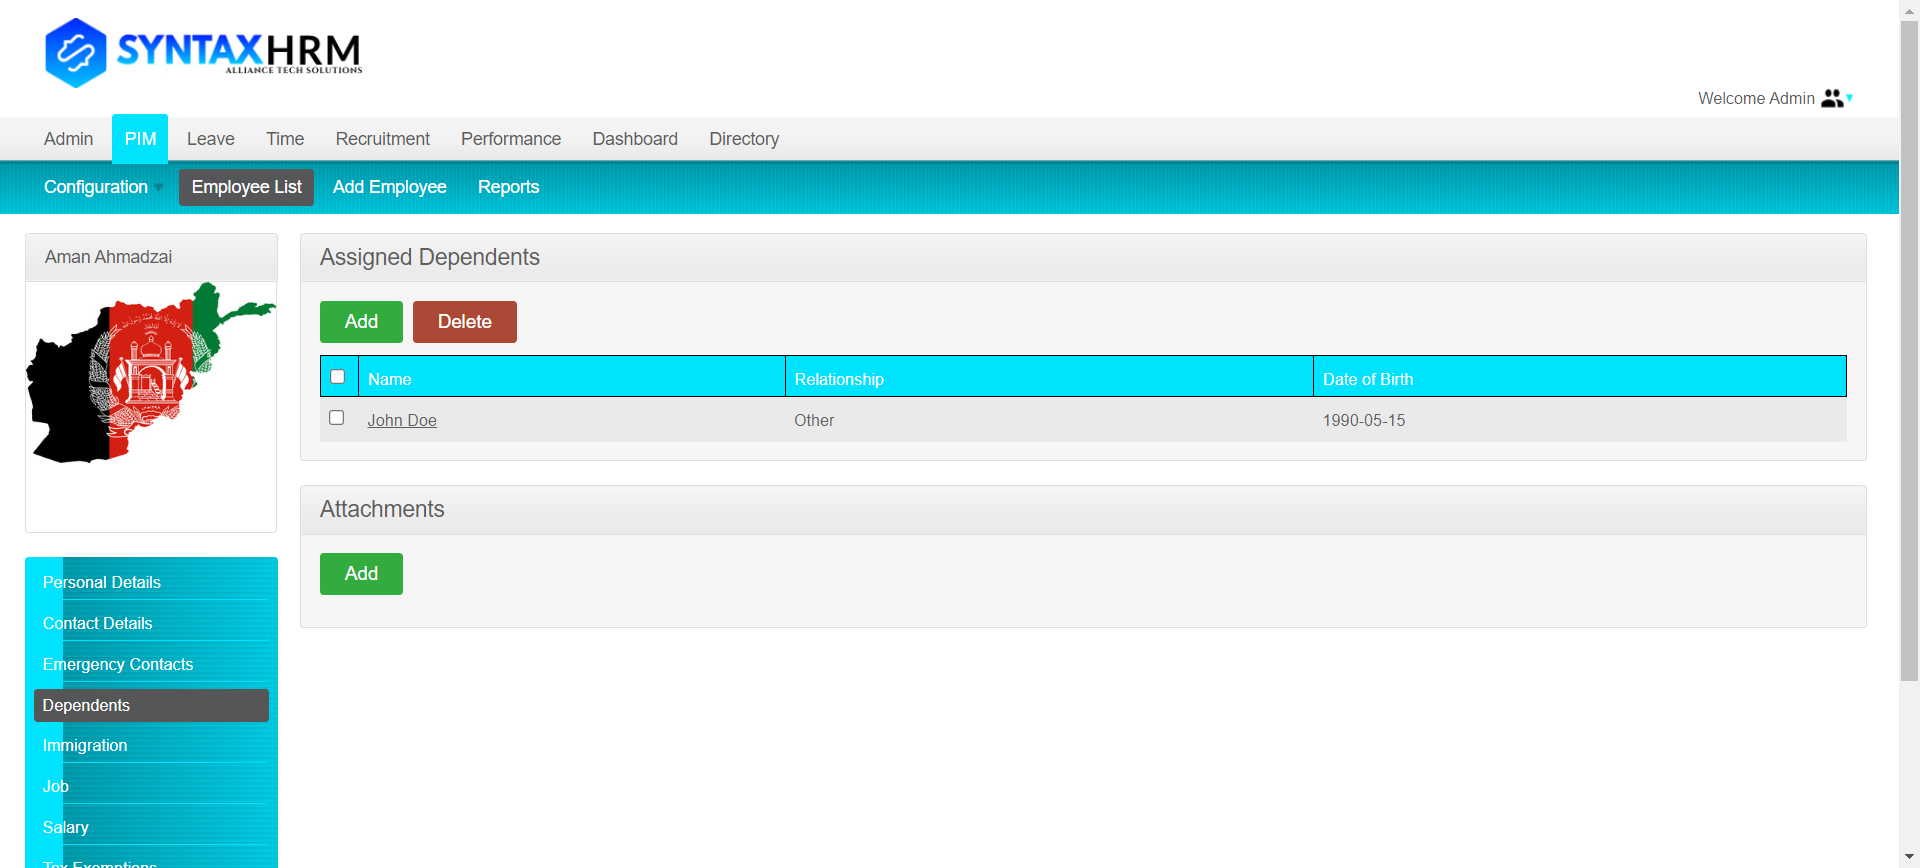 SYNTAXHRM
ALLIANCE TECH SOLUTIONS
Welcome Admin
Admin PIM Leave Time Recruitment Performance Dashboard Directory
Configuration Employee List Add Employee Reports
Aman Ahmadzai
Assigned Dependents
Add Delete
Name Relationship Date of Birth
John Doe Other 1990-05-15
Attachments
Add
Personal Details
Contact Details
Emergency Contacts
Dependents
Immigration
Job
Salary
Tax Exemptions